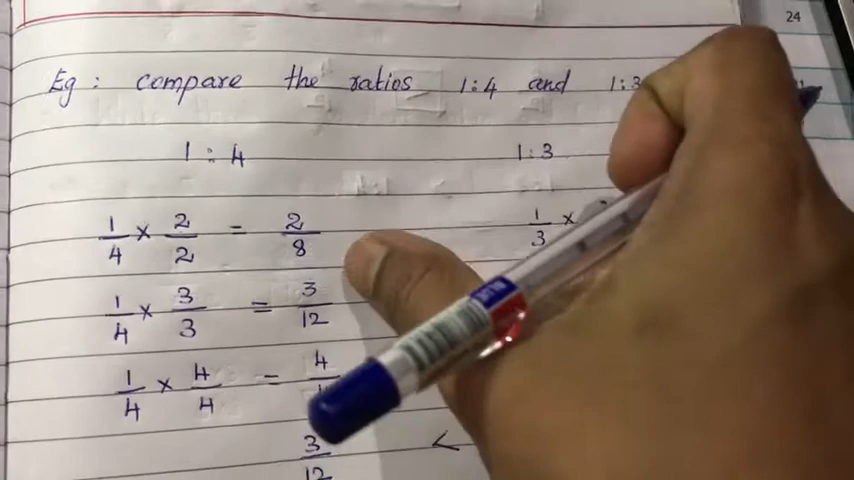 24
Eg : compare the ratios 1:4 and 1:3
1 : 4 1:3
1/4 × 2/2 = 2/8 1/3 ×
1/4 × 3/3 = 3/12
1/4 × 4/4 = 4
3/12 ←